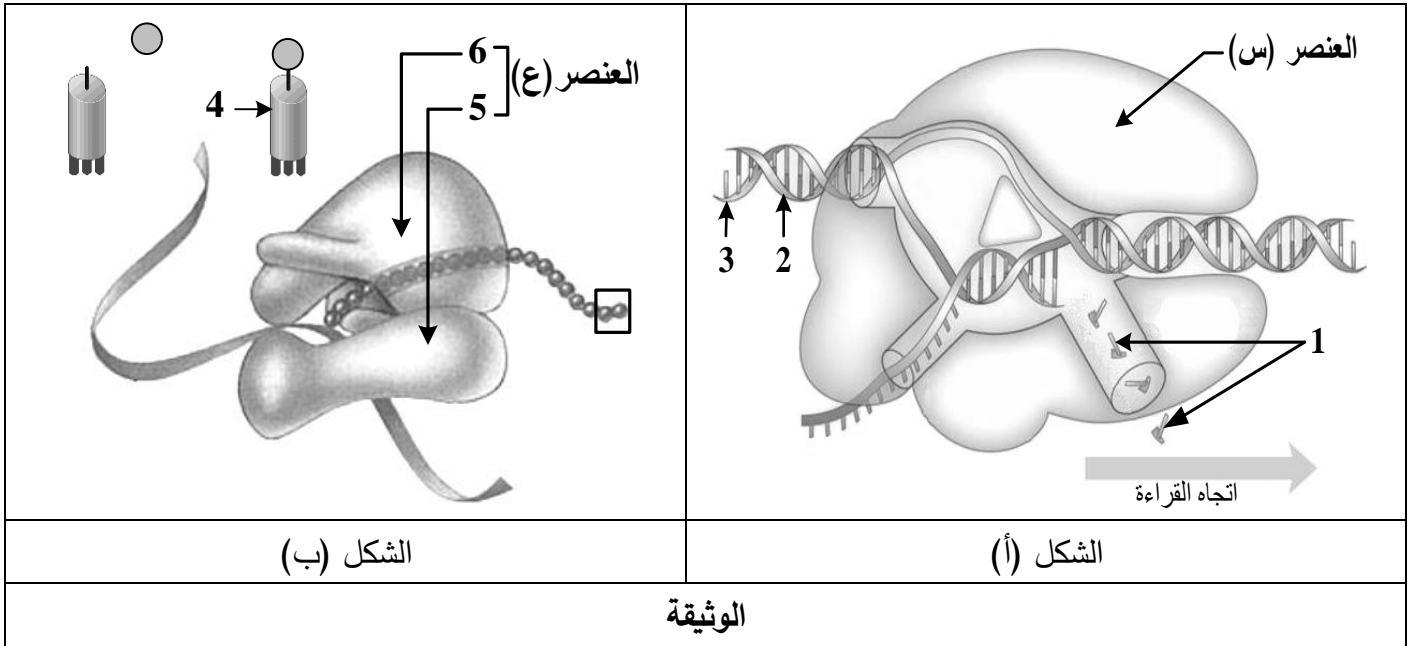 العنصر (س)
2
3
1
اتجاه القراءة
الشكل (أ)
6
5
العنصر(ع)
4
الشكل (ب)
الوثيقة